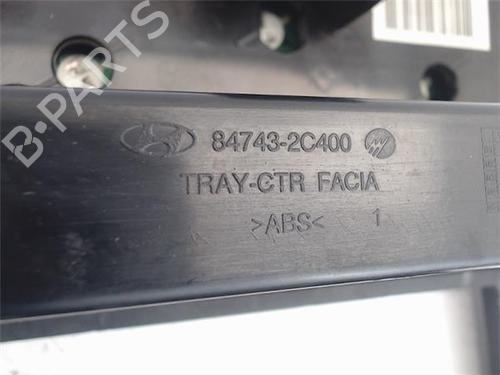 84743-2C400
TRAY-CTR FACIA
>ABS< 1
B-PARTS